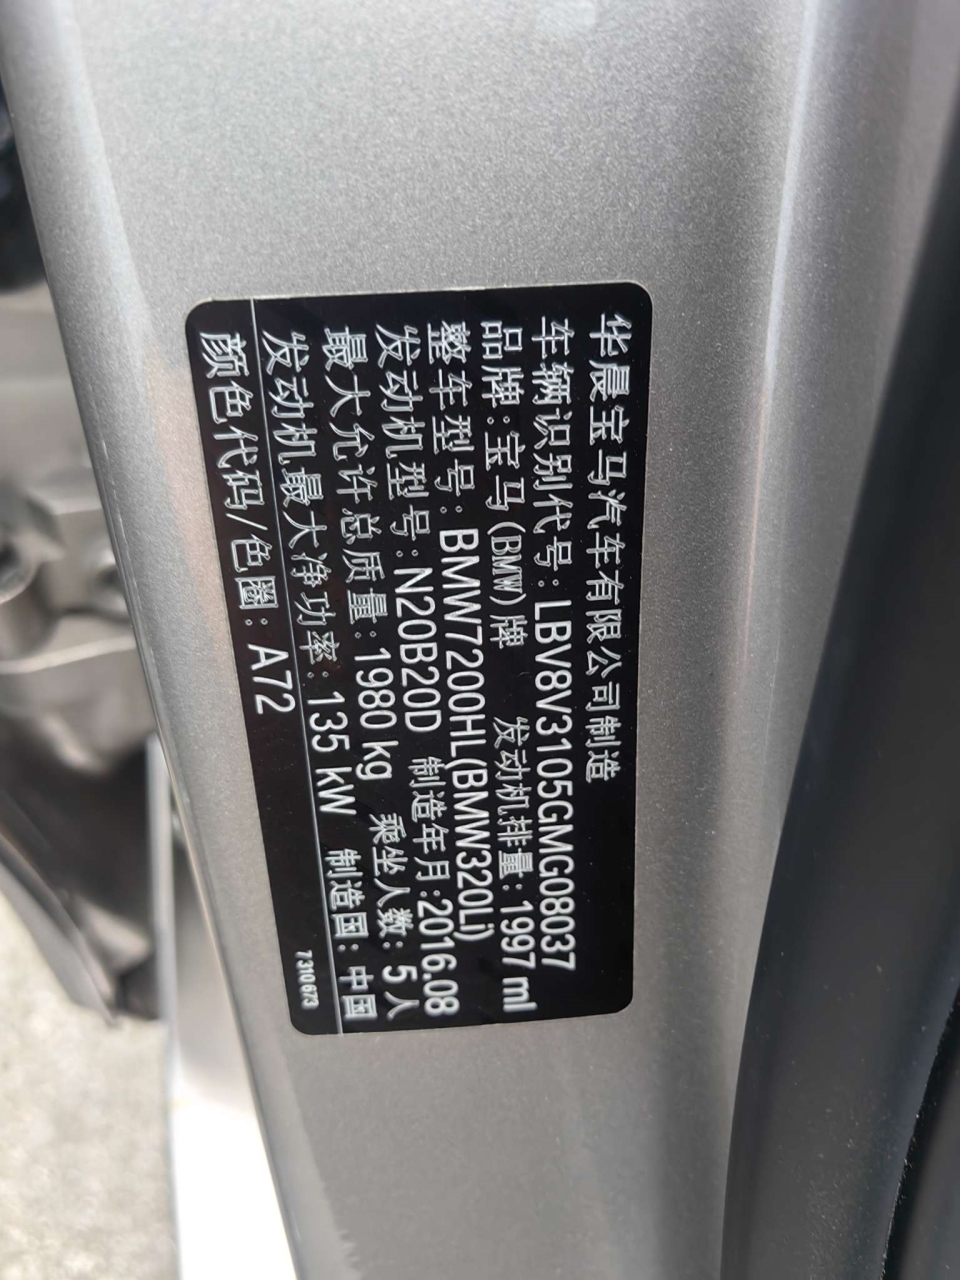 华晨宝马汽车有限公司制造
车辆识别代号：LBV8V3105GMG08037
品牌：宝马(BMW)牌 发动机排量：1997 ml
整车型号：BMW7200HL(BMW320Li)
发动机型号：N20B20D 制造年月：2016.08
最大允许总质量：1980 kg 乘坐人数：5人
发动机最大净功率：135 kW 制造国：中国
颜色代码/色圈：A72
7310673